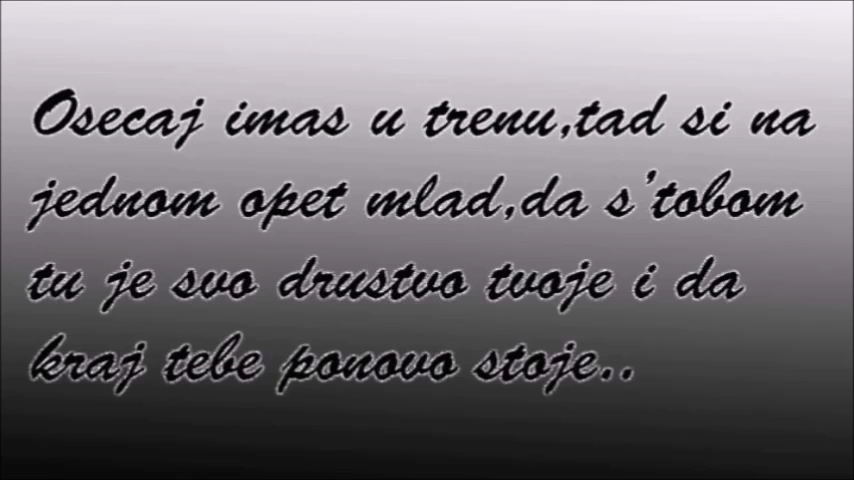 Osecaj imas u trenu,tad si na
jednom opet mlad,da s'tobom
tu je svo drustvo tvoje i da
kraj tebe ponovo stoje..